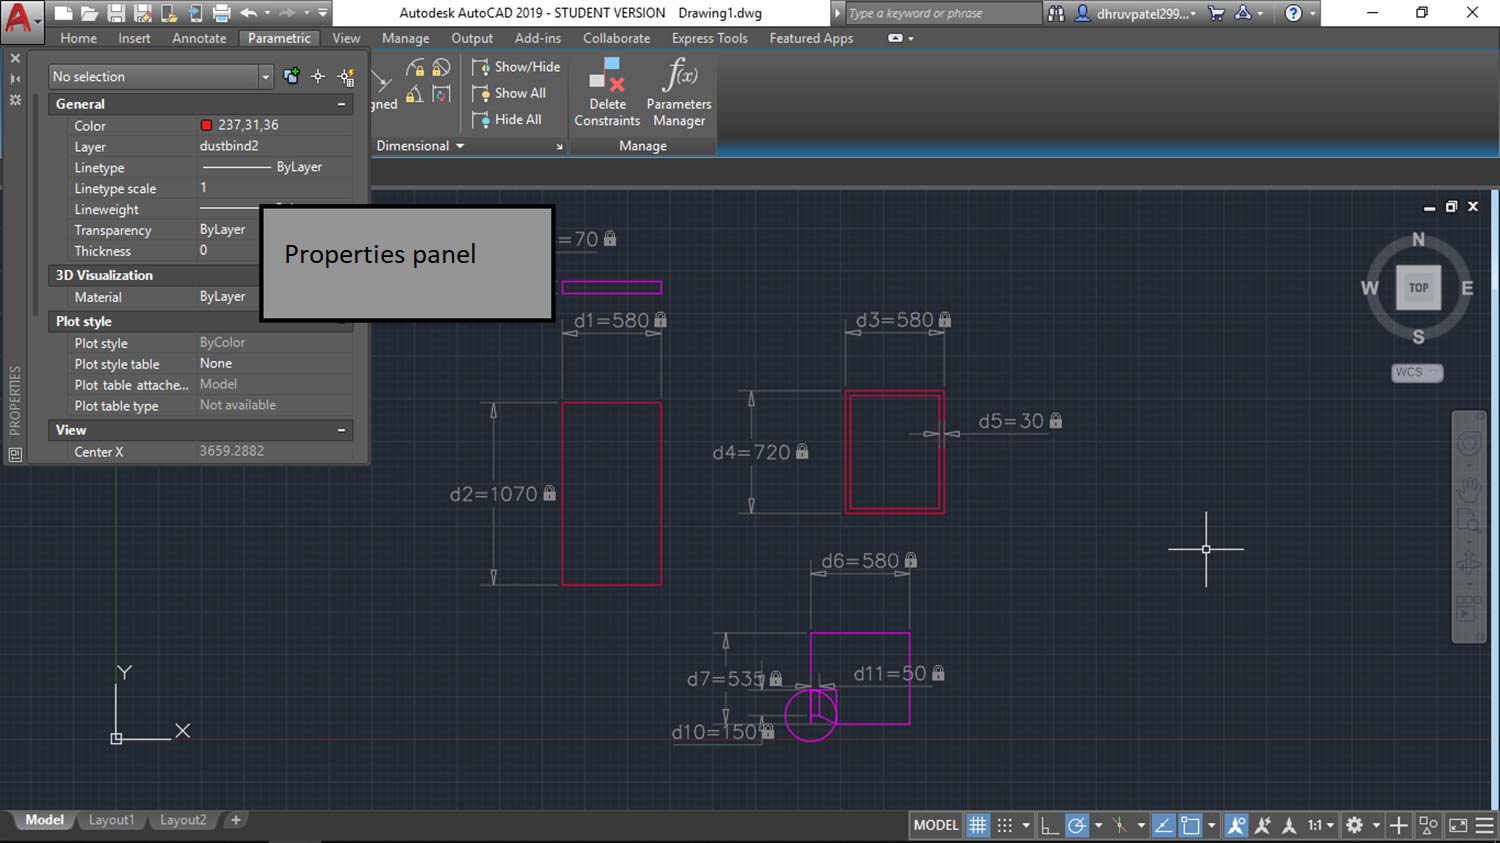 Autodesk AutoCAD 2019 - STUDENT VERSION Drawing1.dwg
Type a keyword or phrase
dhruvpatel299...
?
Home Insert Annotate Parametric View Manage Output Add-ins Collaborate Express Tools Featured Apps
No selection
General
Color 237,31,36
Layer dustbind2
Linetype ByLayer
Linetype scale 1
Lineweight
Transparency ByLayer
Thickness 0
3D Visualization
Material ByLayer
Plot style
Plot style ByColor
Plot style table None
Plot table attache... Model
Plot table type Not available
View
Center X 3659.2882
PROPERTIES
gned
Show/Hide
Show All
Hide All
Dimensional
Delete
Constraints
f(x)
Parameters
Manager
Manage
Properties panel
=70
d1=580
d3=580
d5=30
d4=720
d2=1070
d6=580
d7=535
d11=50
d10=150
N
W TOP E
S
WCS
Y
X
Model Layout1 Layout2 +
MODEL
1:1